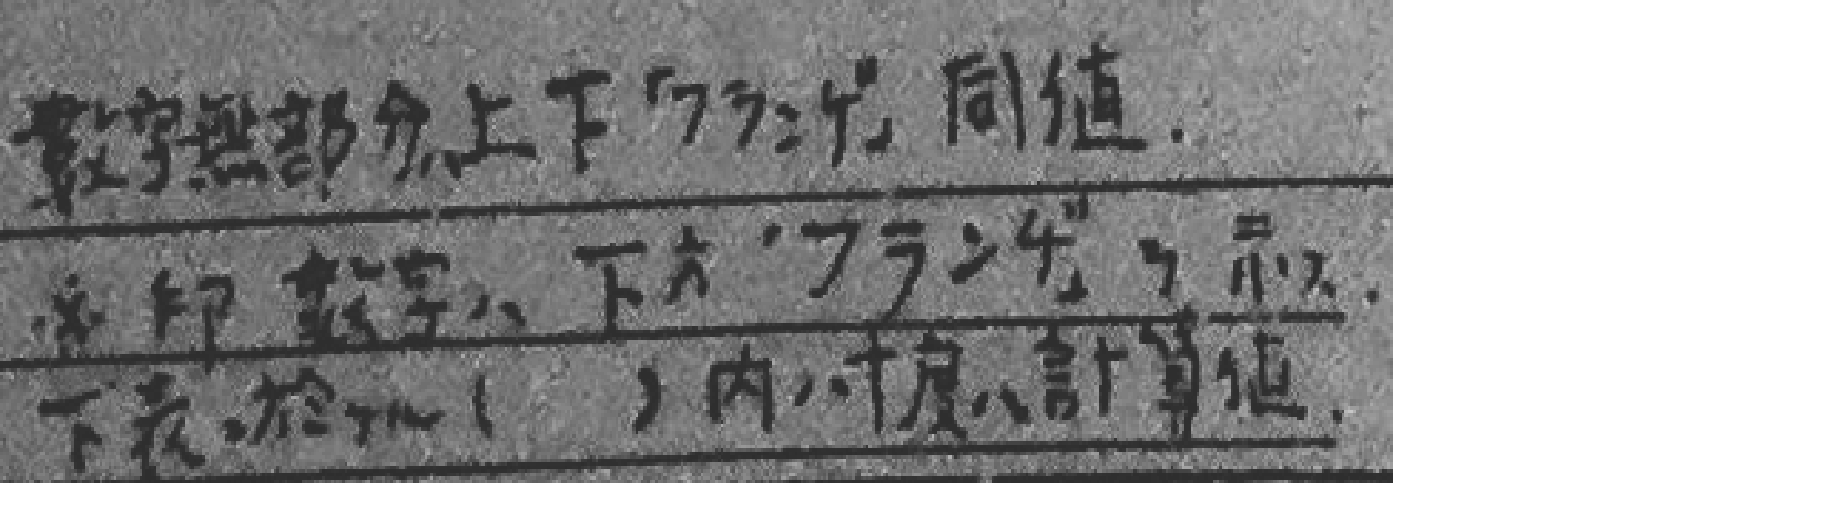 數字無部分ハ上下「フランヂ」同値.
※印數字ハ下方「フランヂ」ヲ示ス.
下表ニ於テル(　　)内ハ寸度ハ計算値.